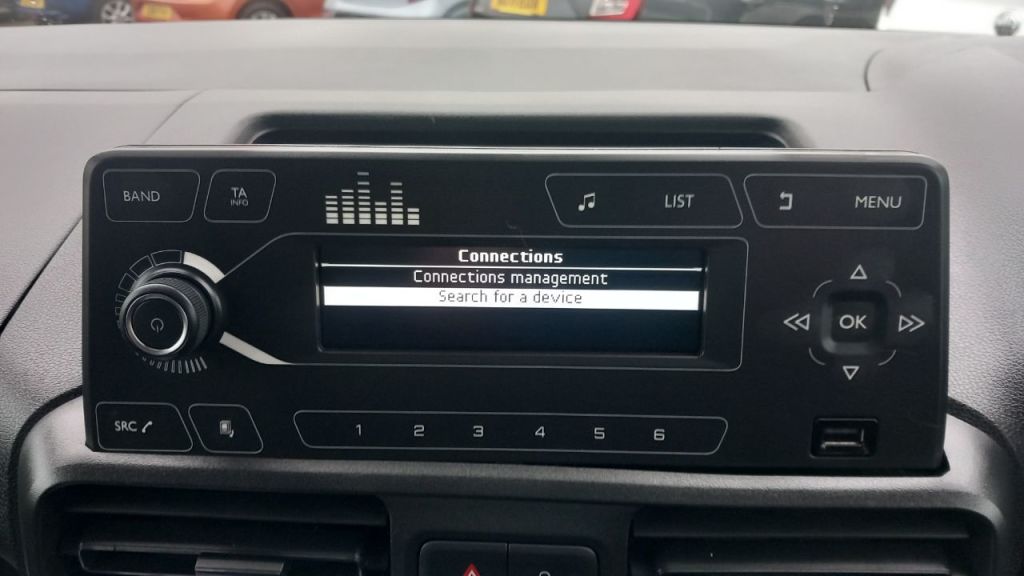 BAND
TA
INFO
LIST
MENU
Connections
Connections management
Search for a device
OK
SRC
1 2 3 4 5 6